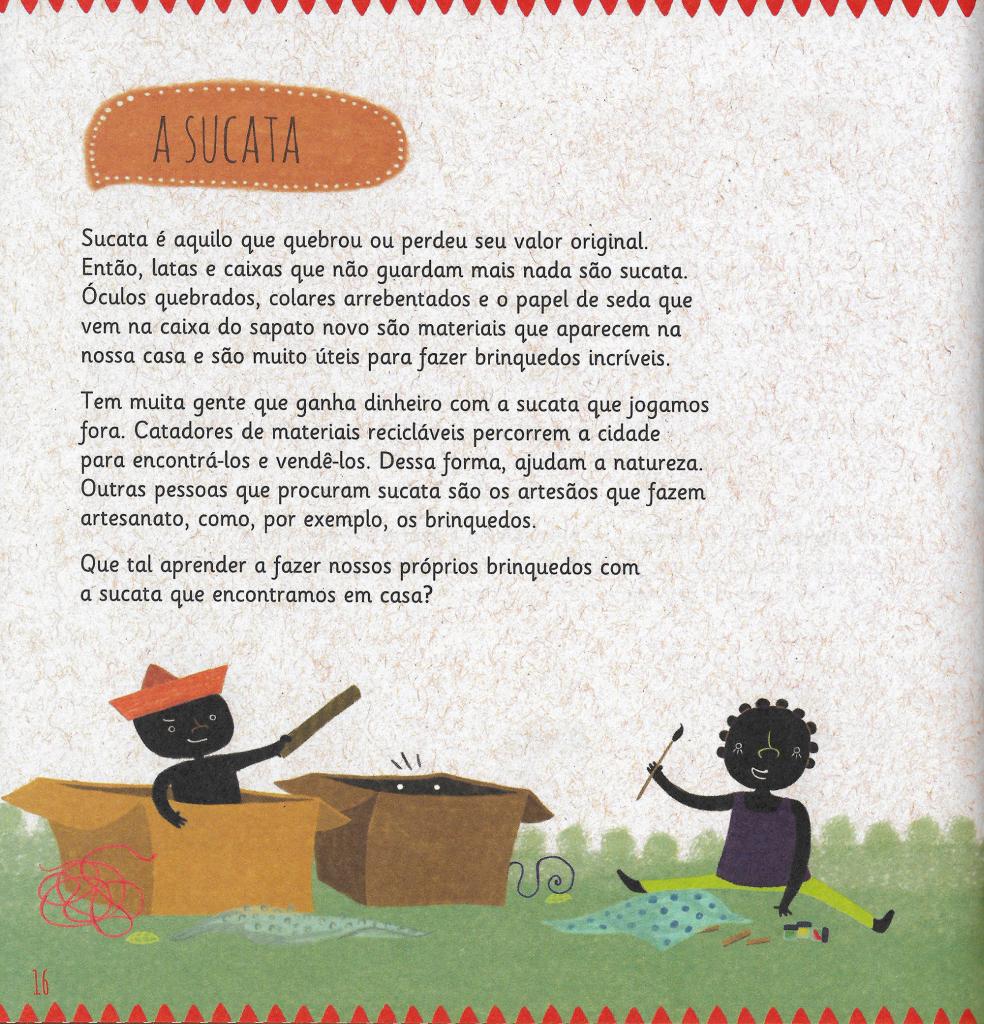 A SUCATA
Sucata é aquilo que quebrou ou perdeu seu valor original.
Então, latas e caixas que não guardam mais nada são sucata.
Óculos quebrados, colares arrebentados e o papel de seda que
vem na caixa do sapato novo são materiais que aparecem na
nossa casa e são muito úteis para fazer brinquedos incríveis.
Tem muita gente que ganha dinheiro com a sucata que jogamos
fora. Catadores de materiais recicláveis percorrem a cidade
para encontrá-los e vendê-los. Dessa forma, ajudam a natureza.
Outras pessoas que procuram sucata são os artesãos que fazem
artesanato, como, por exemplo, os brinquedos.
Que tal aprender a fazer nossos próprios brinquedos com
a sucata que encontramos em casa?
16